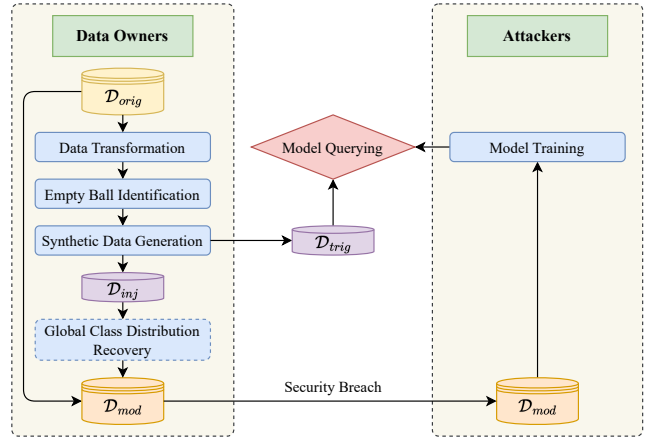 Data Owners
Attackers
𝒟orig
Data Transformation
Model Querying
Model Training
Empty Ball Identification
Synthetic Data Generation
𝒟trig
𝒟inj
Global Class Distribution
Recovery
Security Breach
𝒟mod
𝒟mod